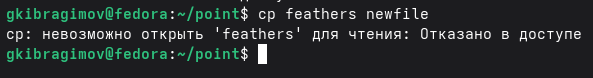 gkibragimov@fedora:~/point$ cp feathers newfile
cp: невозможно открыть 'feathers' для чтения: Отказано в доступе
gkibragimov@fedora:~/point$